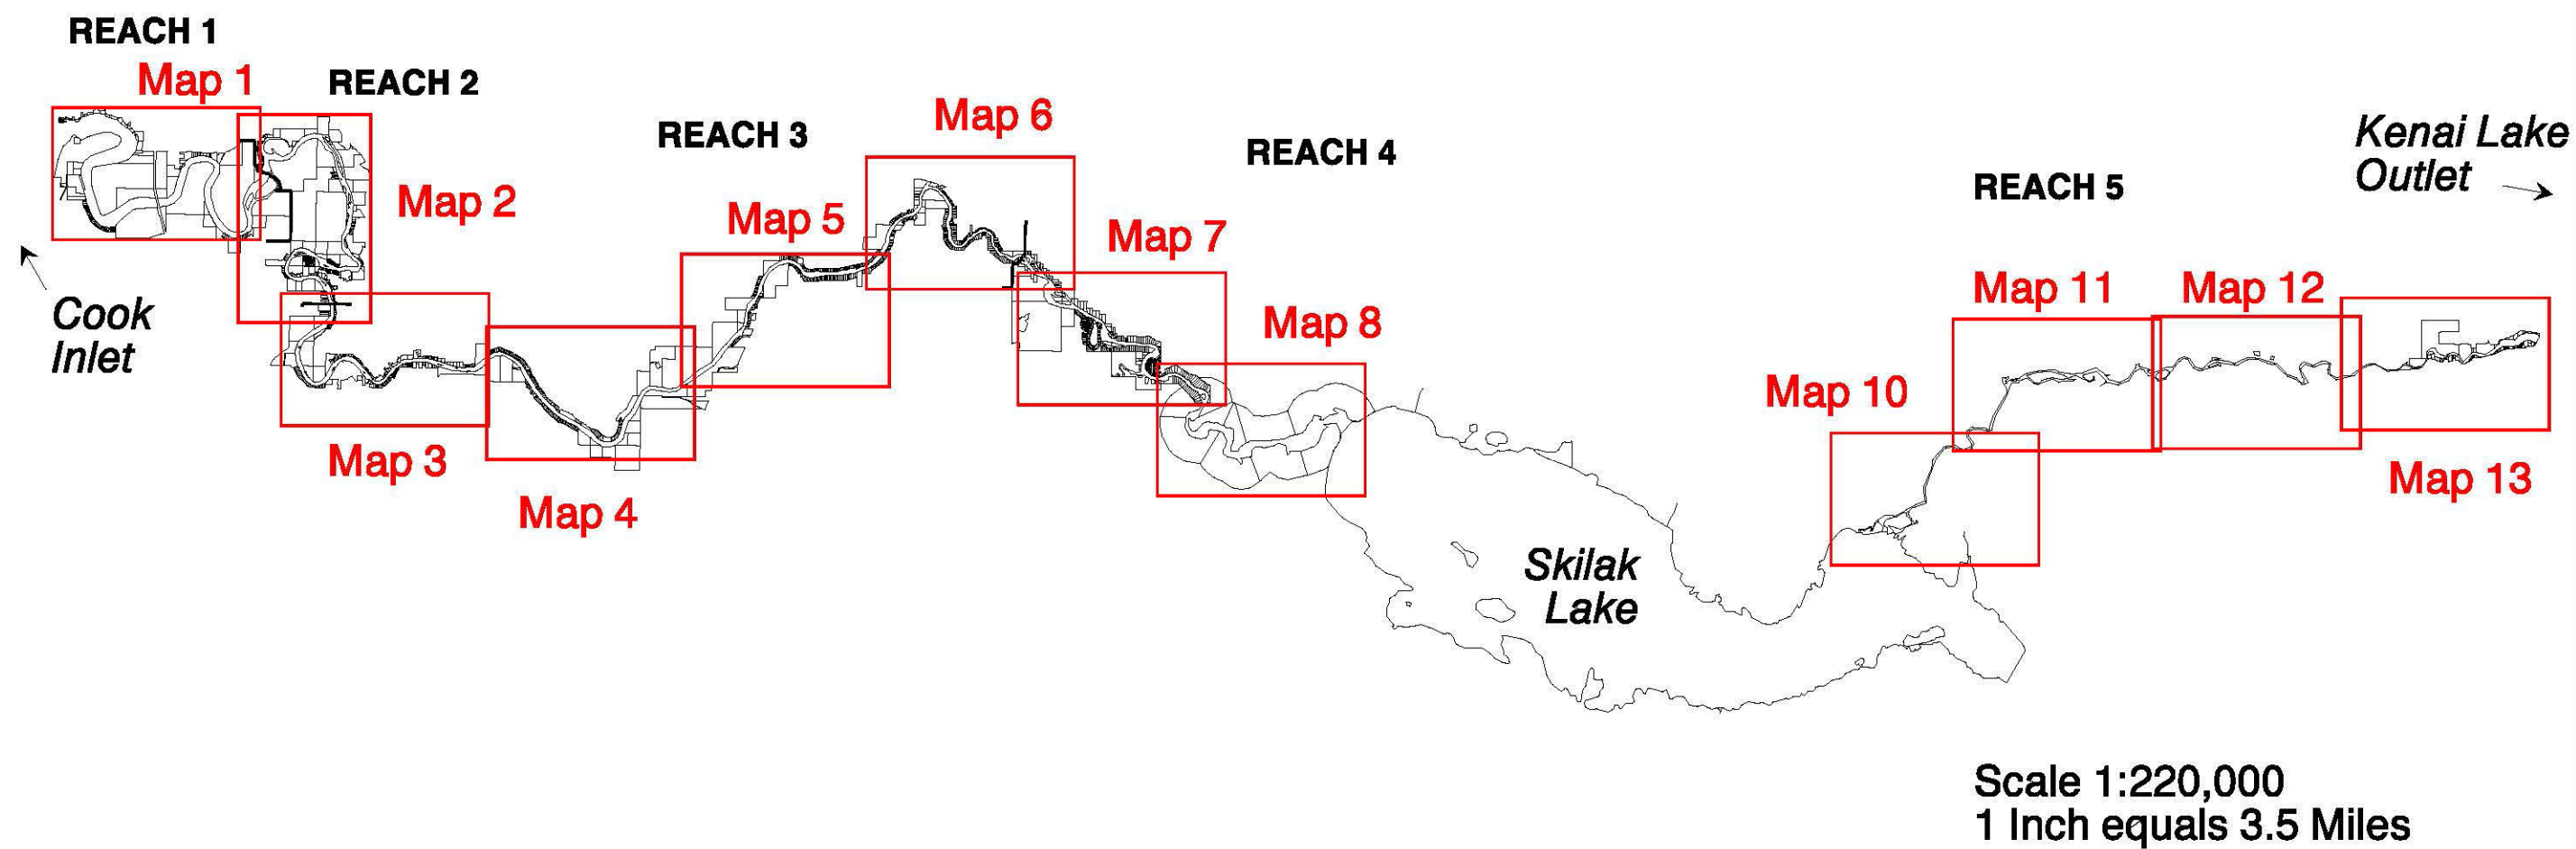 REACH 1
Map 1
REACH 2
Map 2
REACH 3
Map 6
REACH 4
Kenai Lake
Outlet
REACH 5
Map 5
Map 7
Cook
Inlet
Map 11
Map 12
Map 8
Map 10
Map 3
Map 4
Map 13
Skilak
Lake
Scale 1:220,000
1 Inch equals 3.5 Miles